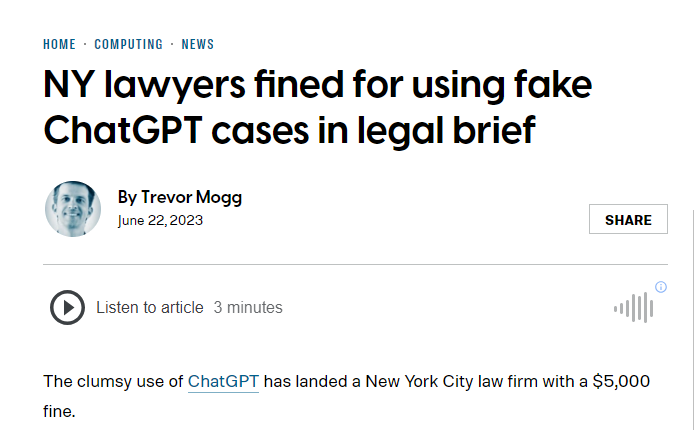 HOME · COMPUTING · NEWS
NY lawyers fined for using fake
ChatGPT cases in legal brief
By Trevor Mogg
June 22, 2023
SHARE
Listen to article 3 minutes
The clumsy use of ChatGPT has landed a New York City law firm with a $5,000
fine.